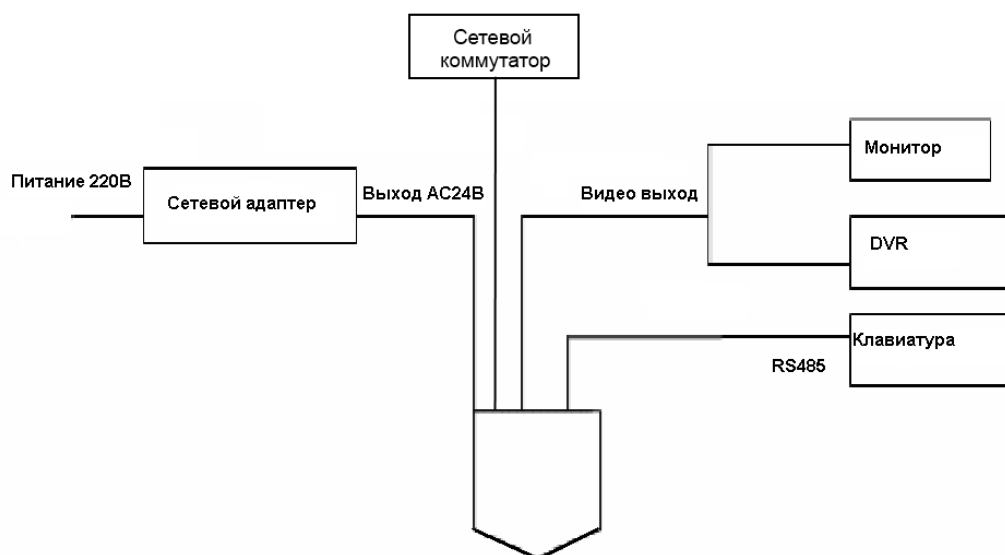 Сетевой
коммутатор
Монитор
Питание 220В
Сетевой адаптер
Выход АС24В
Видео выход
DVR
Клавиатура
RS485